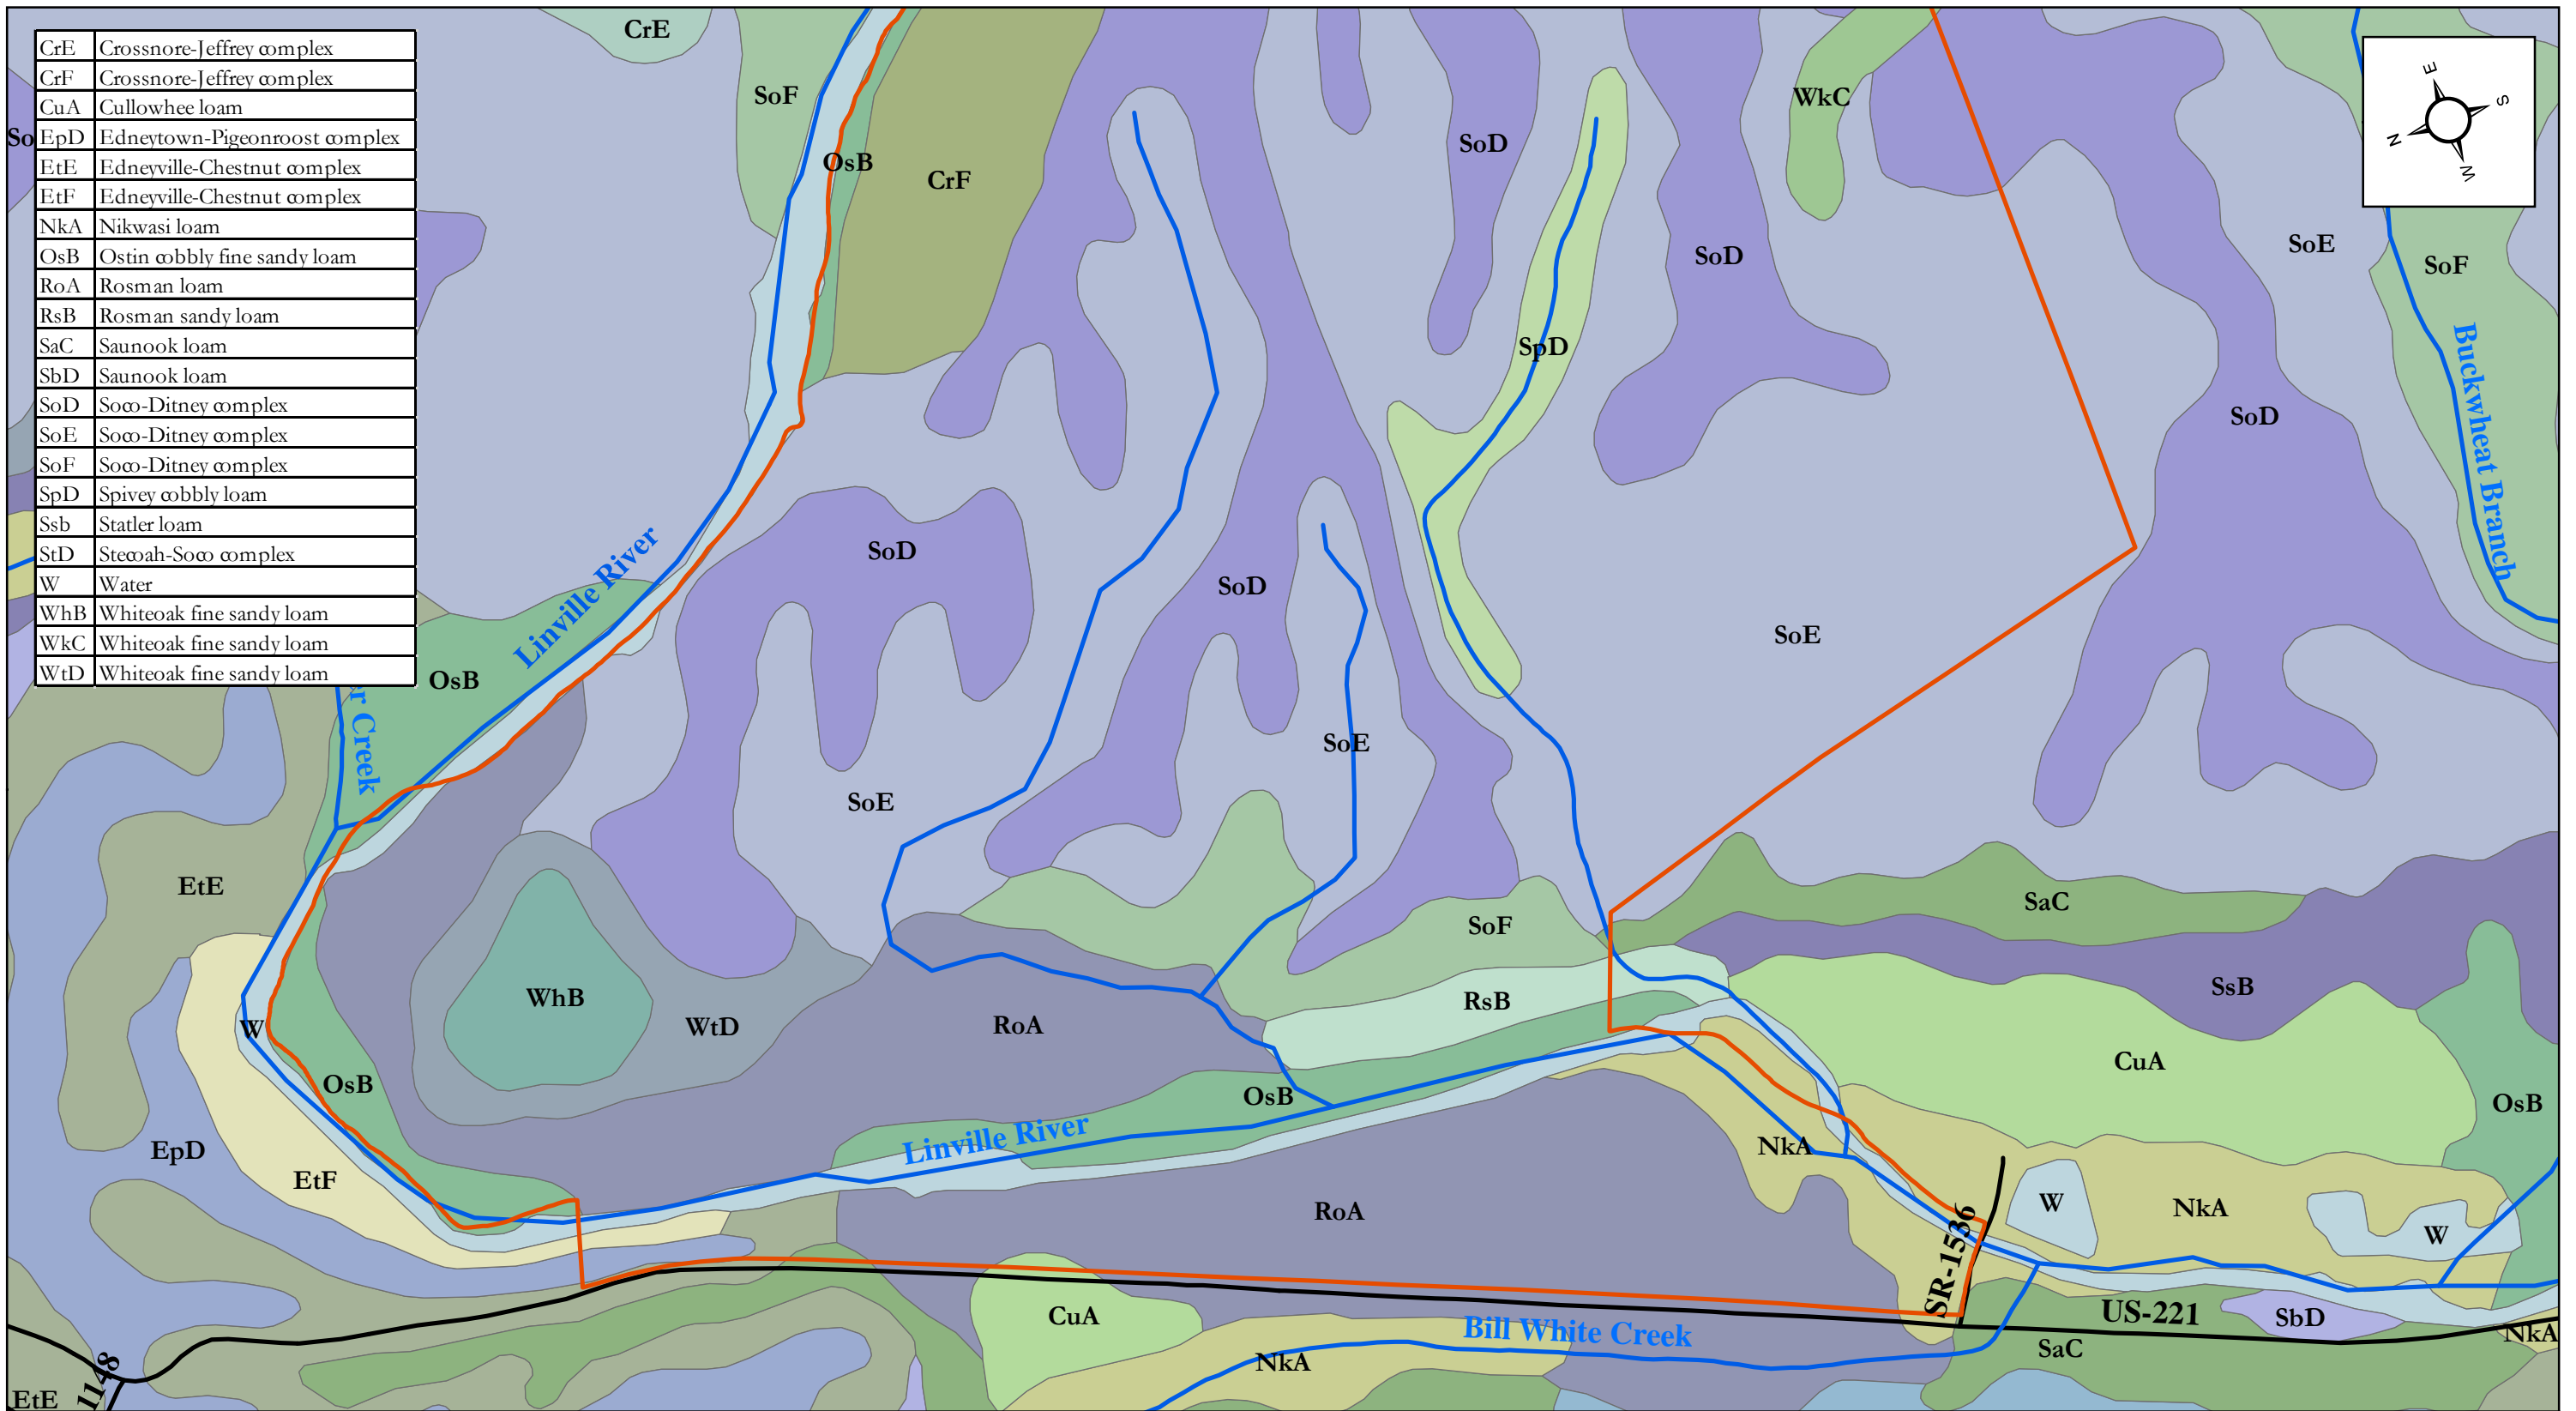 CrE Crossnore-Jeffrey complex
CrF Crossnore-Jeffrey complex
CuA Cullowhee loam
EpD Edneytown-Pigeonroost complex
EtE Edneyville-Chestnut complex
EtF Edneyville-Chestnut complex
NkA Nikwasi loam
OsB Ostin cobbly fine sandy loam
RoA Rosman loam
RsB Rosman sandy loam
SaC Saunook loam
SbD Saunook loam
SoD Soco-Ditney complex
SoE Soco-Ditney complex
SoF Soco-Ditney complex
SpD Spivey cobbly loam
Ssb Statler loam
StD Stecoah-Soco complex
W Water
WhB Whiteoak fine sandy loam
WkC Whiteoak fine sandy loam
WtD Whiteoak fine sandy loam
So
CrE
SoF
OsB
CrF
SoD
WkC
SoD
E
S
N
W
SoE
SoF
SpD
Buckwheat Branch
SoD
SoD
SoD
Linville River
SoE
OsB
r Creek
SoE
SoE
EtE
SaC
SoF
WhB
WtD
RoA
RsB
SsB
W
OsB
OsB
CuA
OsB
Linville River
NkA
EpD
EtF
RoA
W
NkA
W
SR-1536
CuA
US-221
SbD
Bill White Creek
NkA
SaC
NkA
1148
EtE